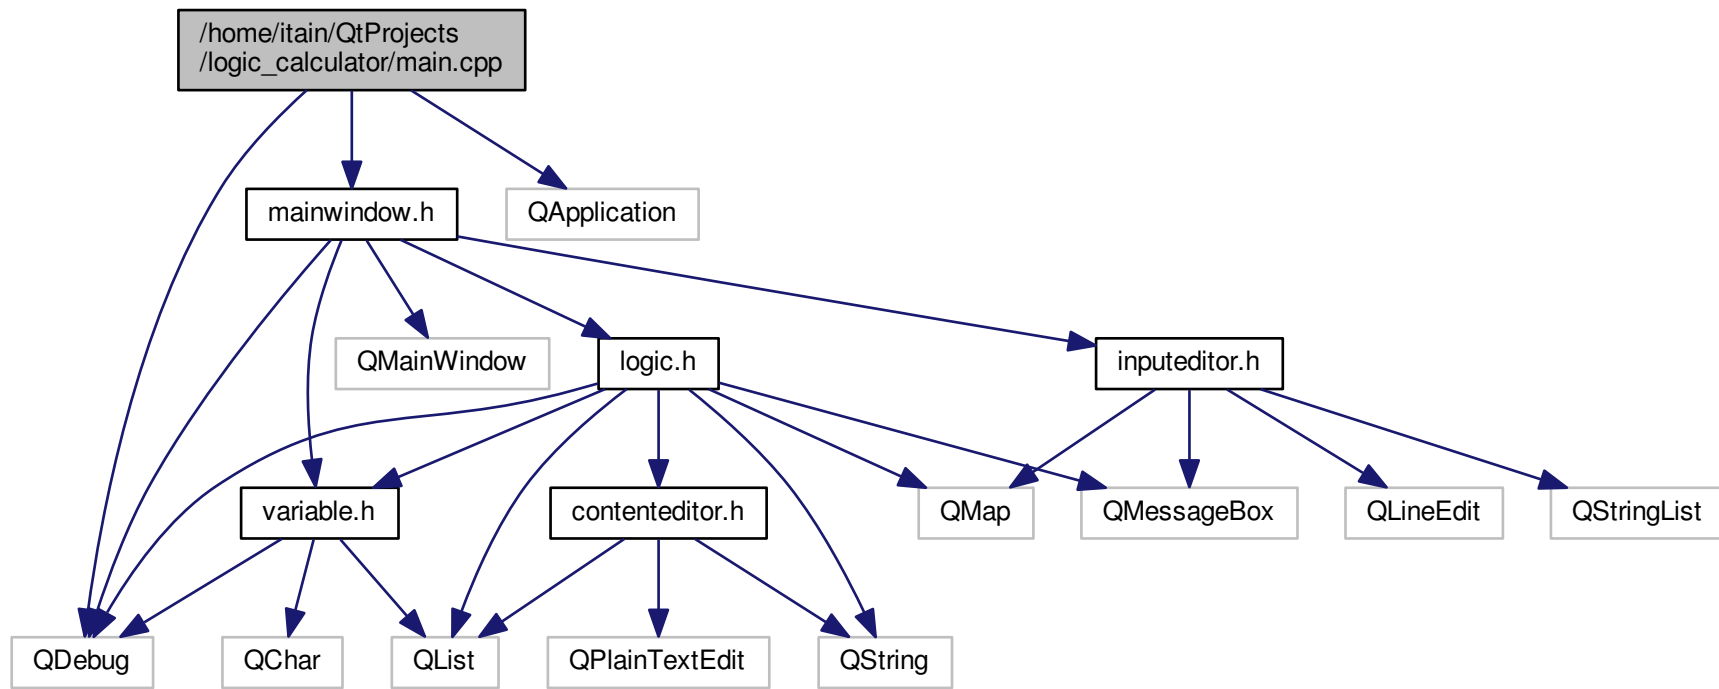 /home/itain/QtProjects
/logic_calculator/main.cpp
mainwindow.h
QApplication
QMainWindow
logic.h
inputeditor.h
variable.h
contenteditor.h
QMap
QMessageBox
QLineEdit
QStringList
QDebug
QChar
QList
QPlainTextEdit
QString